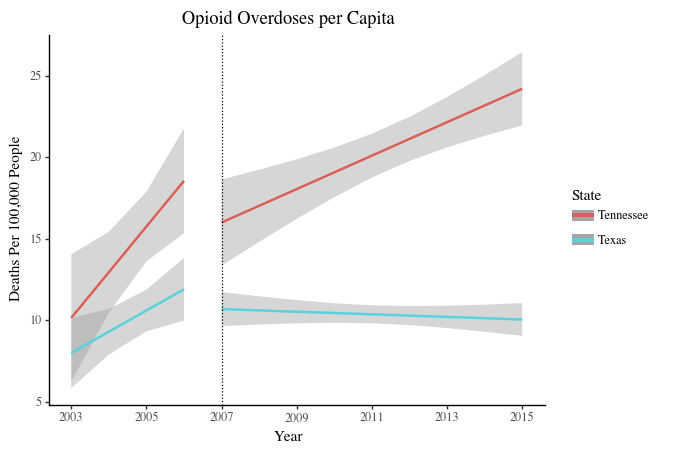 Opioid Overdoses per Capita
Deaths Per 100,000 People
25
20
15
10
5
2003 2005 2007 2009 2011 2013 2015
Year
State
Tennessee
Texas